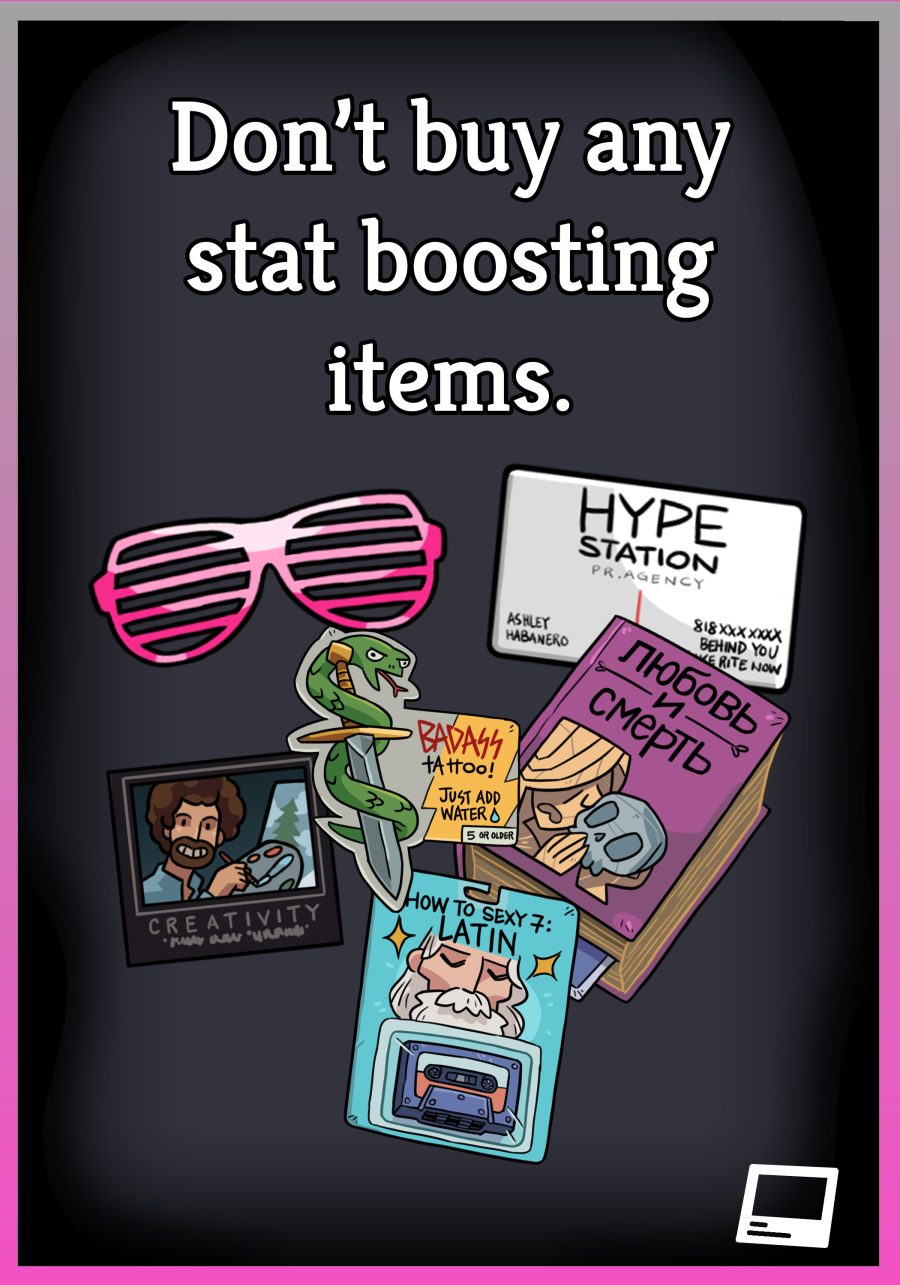 Don't buy any
stat boosting
items.
HYPE
STATION
PR. AGENCY
ASHLEY
HABANERO
818XXXXXXX
BEHIND YOU
RITE NOW
ЛЮБОВЬ
И
СМЕРТЬ
BADASS
tAttoo!
JUST ADD
WATER
5 OR OLDER
CREATIVITY
HOW TO SEXY 7:
LATIN